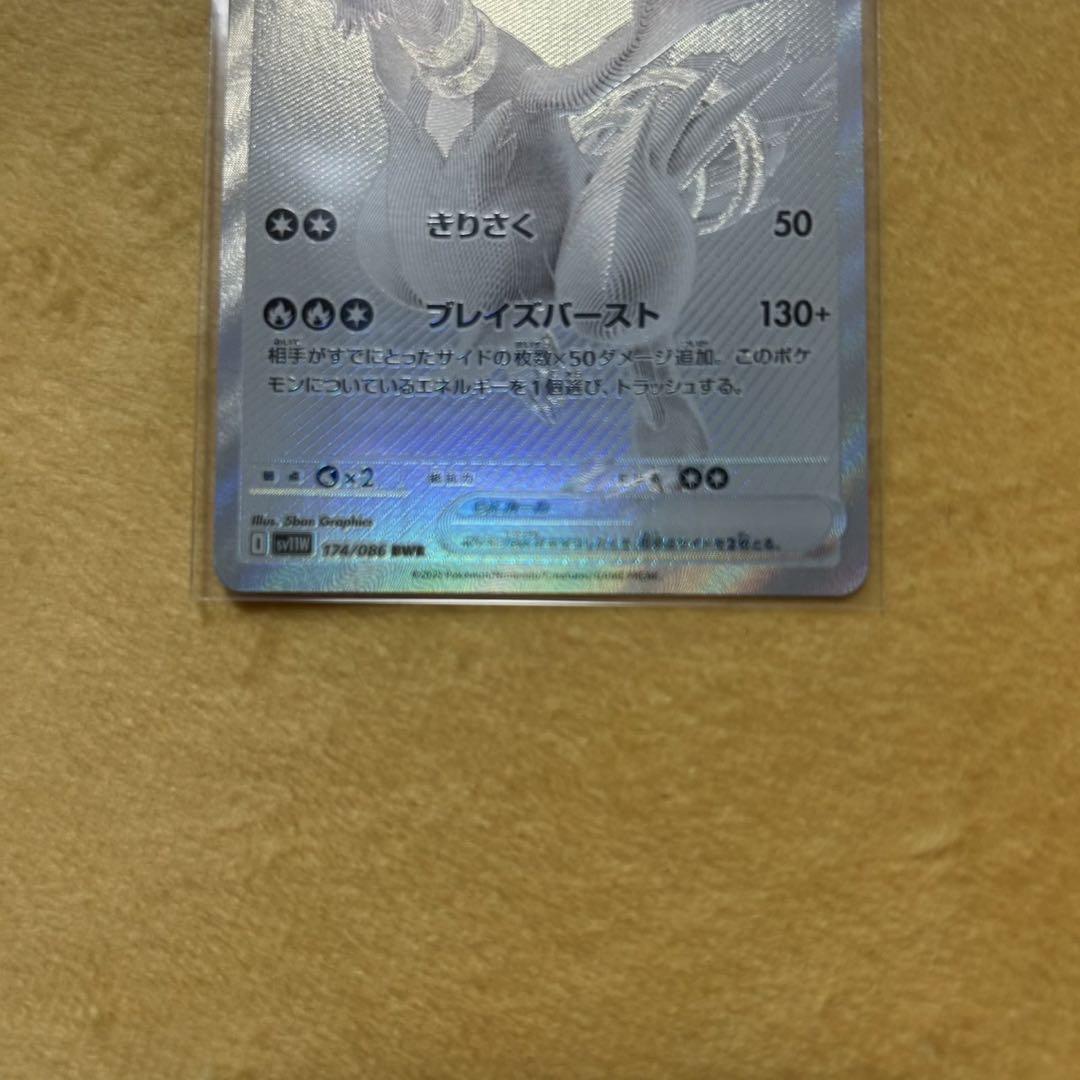 きりさく 50
ブレイズバースト 130+
相手がすでにとったサイドの枚数×50ダメージ追加。このポケ
モンについているエネルギーを1個選び、トラッシュする。
×2 抵抗力
Illus. 5ban Graphics
I SV11W 174/086 BWR